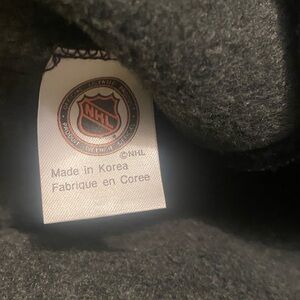 NHL
©NHL
Made in Korea
Fabrique en Coree